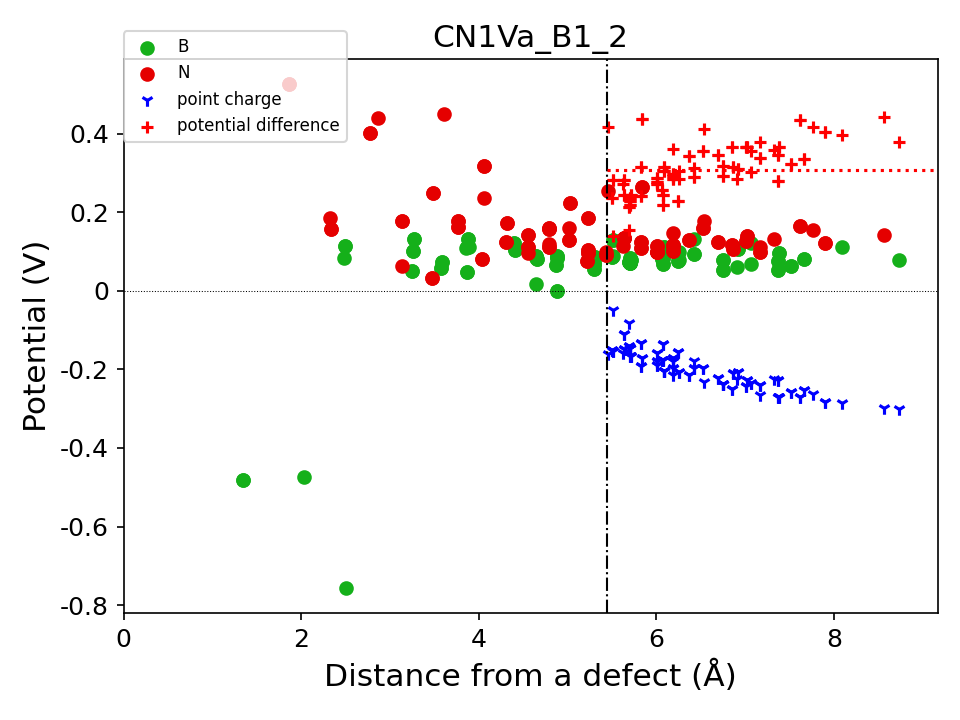 CN1Va_B1_2
B
N
point charge
potential difference
0.4
0.2
0
-0.2
-0.4
-0.6
-0.8
Potential (V)
0 2 4 6 8
Distance from a defect (Å)